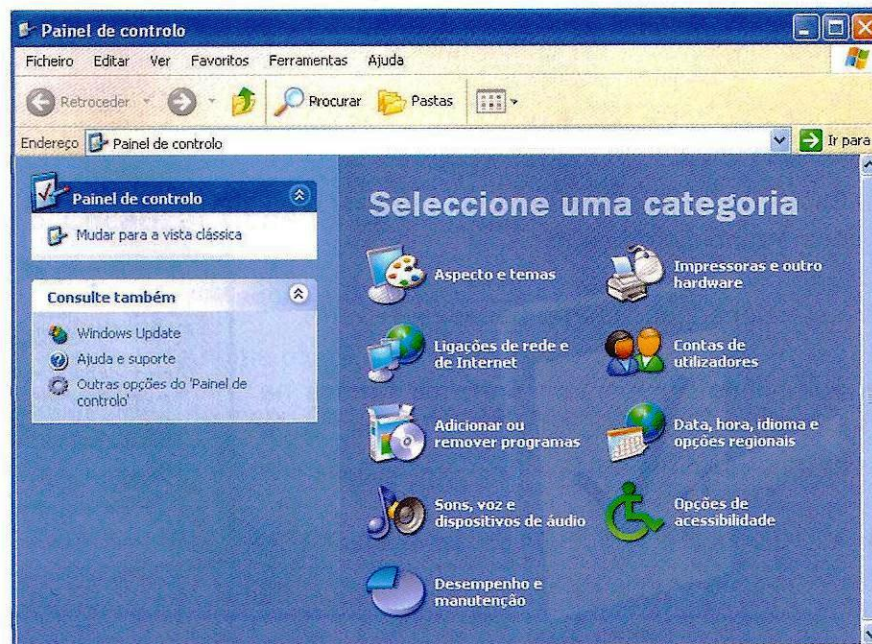 Painel de controlo
Ficheiro Editar Ver Favoritos Ferramentas Ajuda
Retroceder Procurar Pastas
Endereço Painel de controlo Ir para
Painel de controlo
Mudar para a vista clássica
Consulte também
Windows Update
Ajuda e suporte
Outras opções do 'Painel de
controlo'
Seleccione uma categoria
Aspecto e temas
Impressoras e outro
hardware
Ligações de rede e
de Internet
Contas de
utilizadores
Adicionar ou
remover programas
Data, hora, idioma e
opções regionais
Sons, voz e
dispositivos de áudio
Opções de
acessibilidade
Desempenho e
manutenção